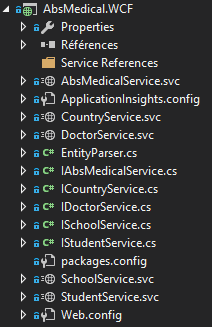 AbsMedical.WCF
Properties
Références
Service References
AbsMedicalService.svc
ApplicationInsights.config
CountryService.svc
DoctorService.svc
C# EntityParser.cs
C# IAbsMedicalService.cs
C# ICountryService.cs
C# IDoctorService.cs
C# ISchoolService.cs
C# IStudentService.cs
packages.config
SchoolService.svc
StudentService.svc
Web.config